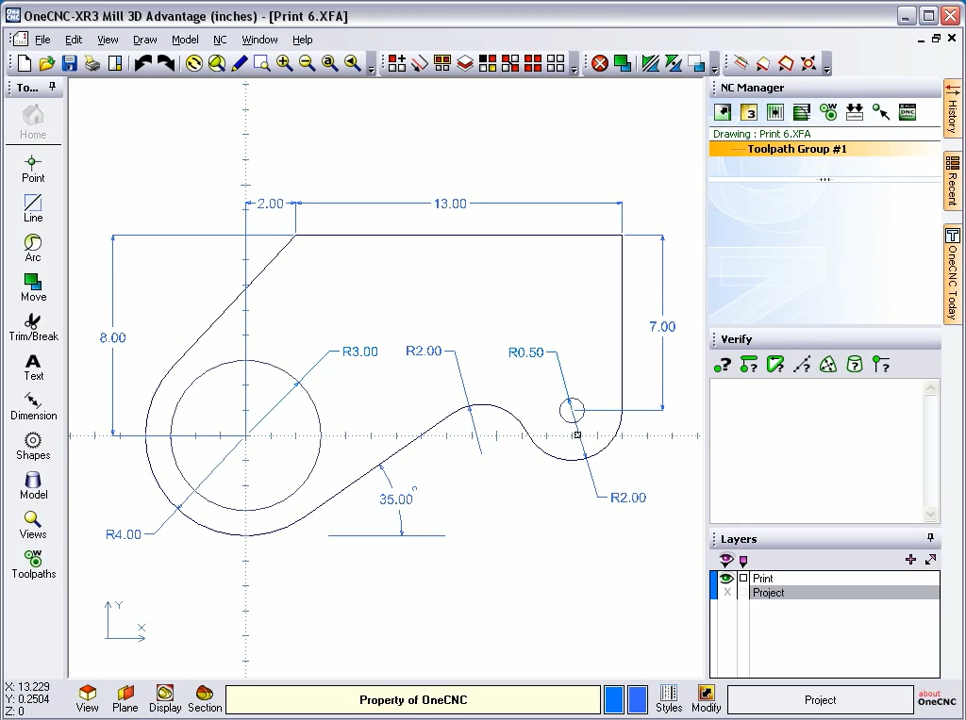 OneCNC-XR3 Mill 3D Advantage (inches) - [Print 6.XFA]
File Edit View Draw Model NC Window Help
To...
Home
Point
Line
Arc
Move
Trim/Break
Text
Dimension
Shapes
Model
Views
Toolpaths
2.00
13.00
8.00
7.00
R3.00
R2.00
R0.50
35.00°
R2.00
R4.00
Y
X
NC Manager
3
DNC
Drawing : Print 6.XFA
Toolpath Group #1
Verify
Layers
Print
Project
History
Recent
OneCNC Today
X: 13.229
Y: 0.2504
Z: 0
View
Plane
Display
Section
Property of OneCNC
Styles
Modify
Project
about
OneCNC